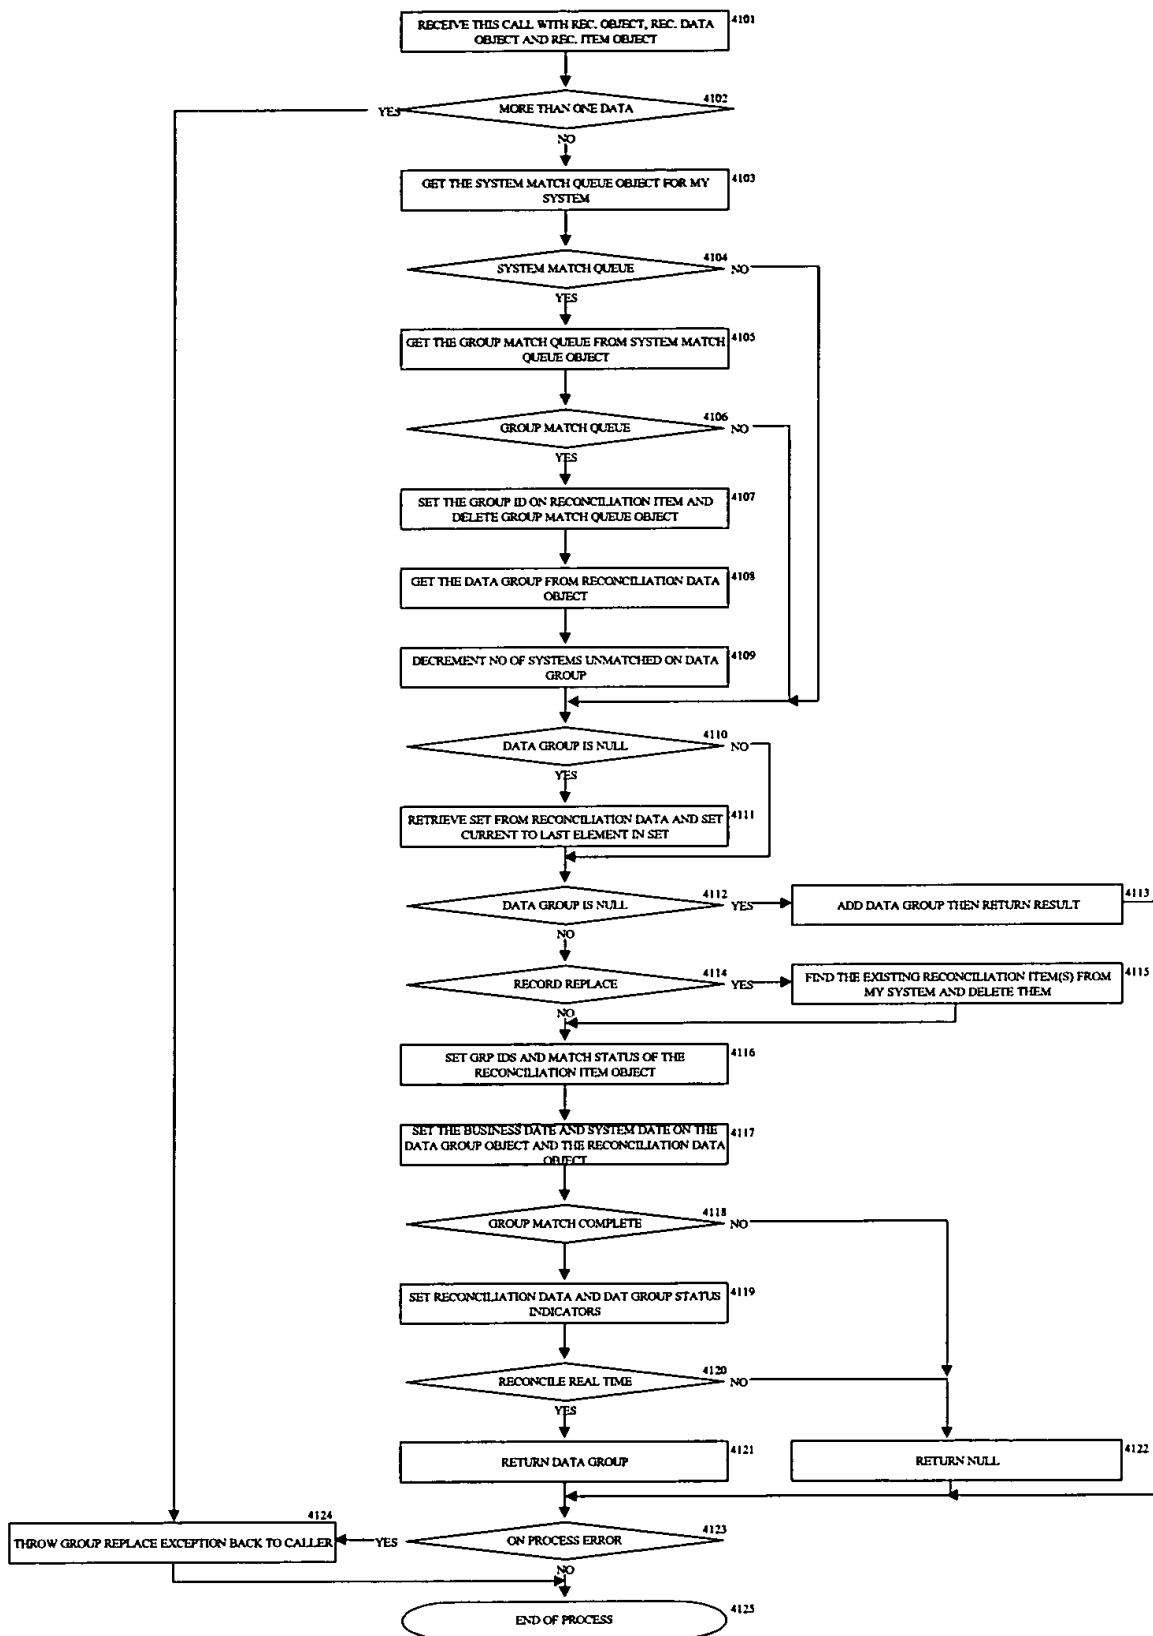 4101
RECEIVE THIS CALL WITH REC. OBJECT, REC. DATA
OBJECT AND REC. ITEM OBJECT
4102
YES
MORE THAN ONE DATA
NO
4103
GET THE SYSTEM MATCH QUEUE OBJECT FOR MY
SYSTEM
4104
SYSTEM MATCH QUEUE
NO
YES
4105
GET THE GROUP MATCH QUEUE FROM SYSTEM MATCH
QUEUE OBJECT
4106
GROUP MATCH QUEUE
NO
YES
4107
SET THE GROUP ID ON RECONCILIATION ITEM AND
DELETE GROUP MATCH QUEUE OBJECT
4108
GET THE DATA GROUP FROM RECONCILIATION DATA
OBJECT
4109
DECREMENT NO OF SYSTEMS UNMATCHED ON DATA
GROUP
4110
DATA GROUP IS NULL
NO
YES
4111
RETRIEVE SET FROM RECONCILIATION DATA AND SET
CURRENT TO LAST ELEMENT IN SET
4112
DATA GROUP IS NULL
YES
4113
ADD DATA GROUP THEN RETURN RESULT
NO
4114
RECORD REPLACE
YES
4115
FIND THE EXISTING RECONCILIATION ITEM(S) FROM
MY SYSTEM AND DELETE THEM
NO
4116
SET GRP IDS AND MATCH STATUS OF THE
RECONCILIATION ITEM OBJECT
4117
SET THE BUSINESS DATE AND SYSTEM DATE ON THE
DATA GROUP OBJECT AND THE RECONCILIATION DATA
OBJECT
4118
GROUP MATCH COMPLETE
NO
4119
SET RECONCILIATION DATA AND DAT GROUP STATUS
INDICATORS
4120
RECONCILE REAL TIME
NO
YES
4121
RETURN DATA GROUP
4122
RETURN NULL
4124
THROW GROUP REPLACE EXCEPTION BACK TO CALLER
YES
4123
ON PROCESS ERROR
NO
4125
END OF PROCESS